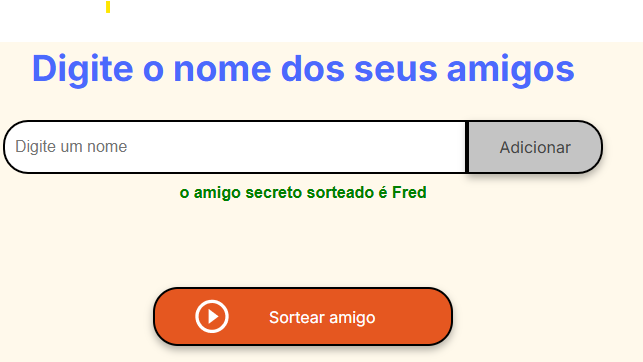 Digite o nome dos seus amigos
Digite um nome
Adicionar
o amigo secreto sorteado é Fred
Sortear amigo